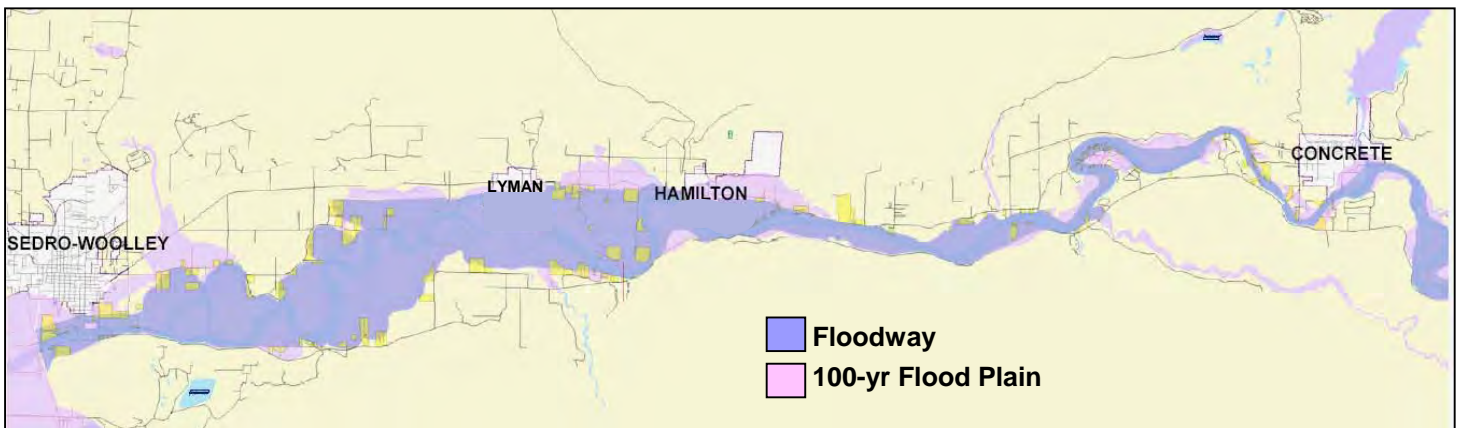 CONCRETE
LYMAN
HAMILTON
SEDRO-WOOLLEY
Floodway
100-yr Flood Plain